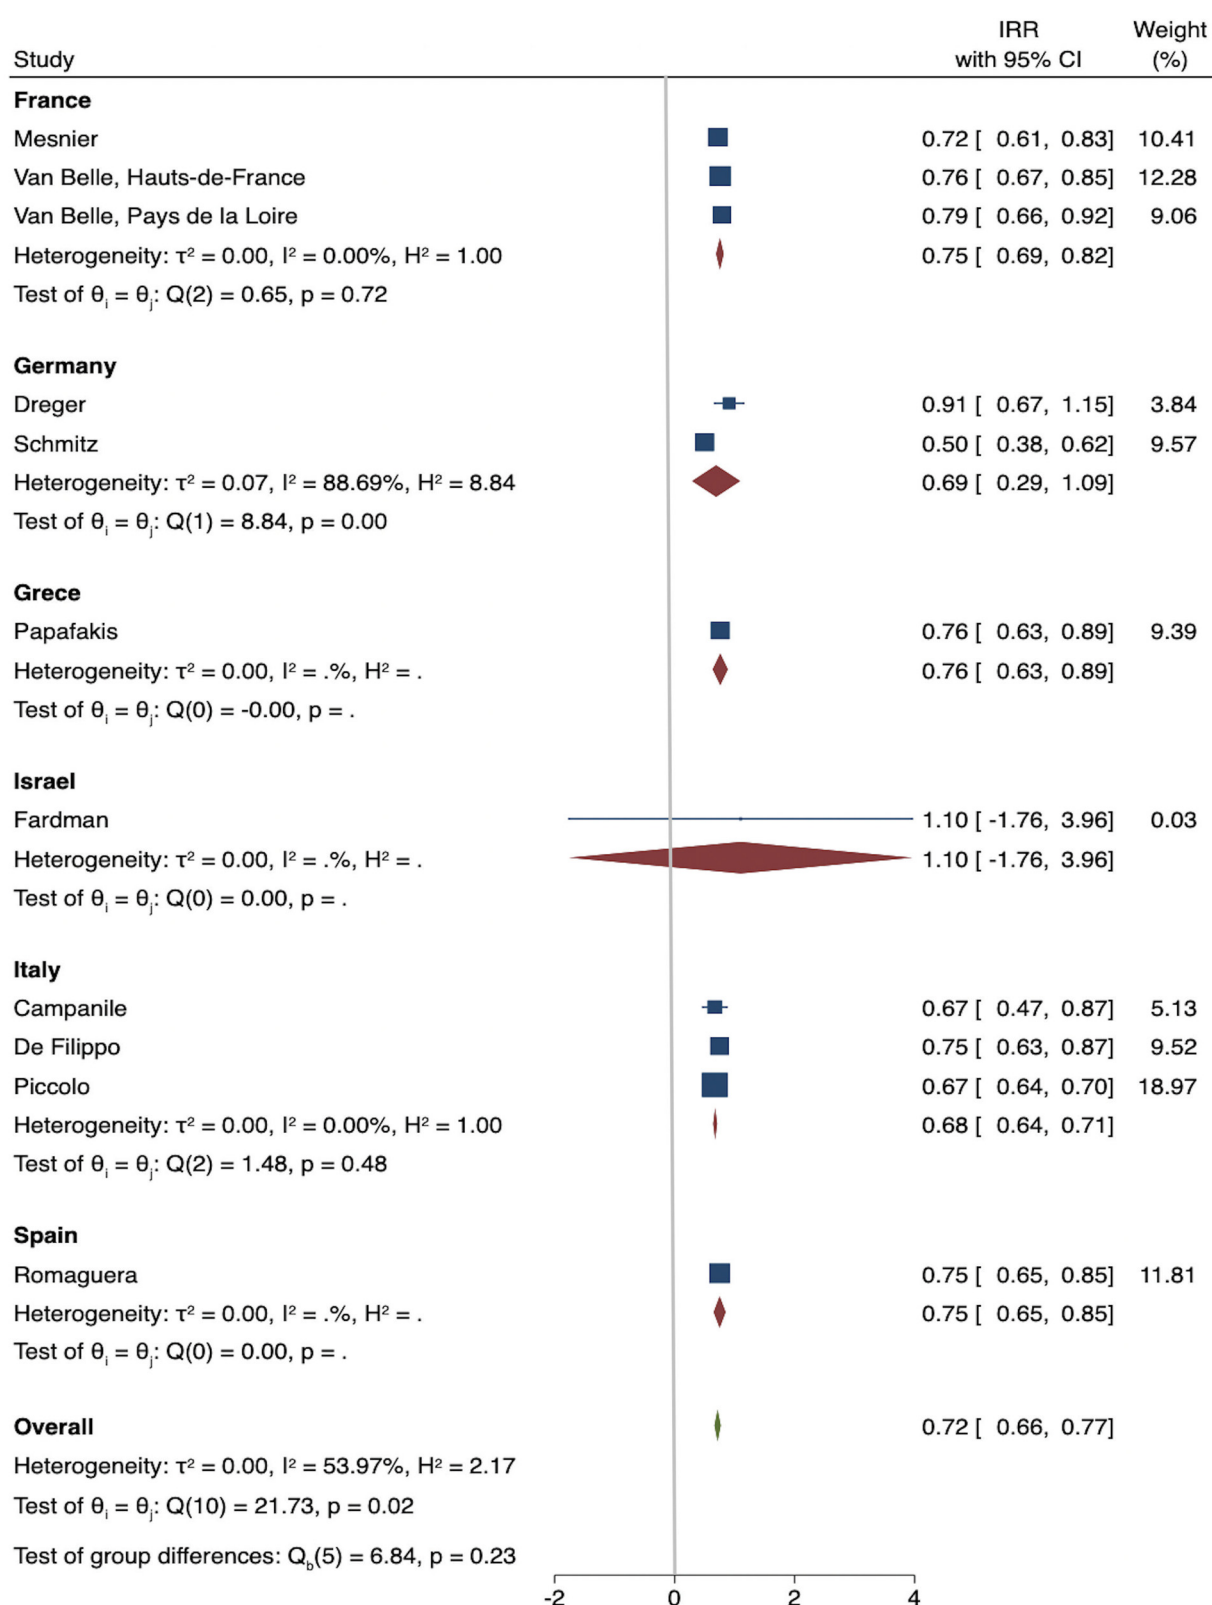 IRR Weight
Study with 95% CI (%)
France
Mesnier 0.72 [ 0.61, 0.83] 10.41
Van Belle, Hauts-de-France 0.76 [ 0.67, 0.85] 12.28
Van Belle, Pays de la Loire 0.79 [ 0.66, 0.92] 9.06
Heterogeneity: τ² = 0.00, I² = 0.00%, H² = 1.00 0.75 [ 0.69, 0.82]
Test of θᵢ = θⱼ: Q(2) = 0.65, p = 0.72
Germany
Dreger 0.91 [ 0.67, 1.15] 3.84
Schmitz 0.50 [ 0.38, 0.62] 9.57
Heterogeneity: τ² = 0.07, I² = 88.69%, H² = 8.84 0.69 [ 0.29, 1.09]
Test of θᵢ = θⱼ: Q(1) = 8.84, p = 0.00
Grece
Papafakis 0.76 [ 0.63, 0.89] 9.39
Heterogeneity: τ² = 0.00, I² = .%, H² = . 0.76 [ 0.63, 0.89]
Test of θᵢ = θⱼ: Q(0) = -0.00, p = .
Israel
Fardman 1.10 [ -1.76, 3.96] 0.03
Heterogeneity: τ² = 0.00, I² = .%, H² = . 1.10 [ -1.76, 3.96]
Test of θᵢ = θⱼ: Q(0) = 0.00, p = .
Italy
Campanile 0.67 [ 0.47, 0.87] 5.13
De Filippo 0.75 [ 0.63, 0.87] 9.52
Piccolo 0.67 [ 0.64, 0.70] 18.97
Heterogeneity: τ² = 0.00, I² = 0.00%, H² = 1.00 0.68 [ 0.64, 0.71]
Test of θᵢ = θⱼ: Q(2) = 1.48, p = 0.48
Spain
Romaguera 0.75 [ 0.65, 0.85] 11.81
Heterogeneity: τ² = 0.00, I² = .%, H² = . 0.75 [ 0.65, 0.85]
Test of θᵢ = θⱼ: Q(0) = 0.00, p = .
Overall 0.72 [ 0.66, 0.77]
Heterogeneity: τ² = 0.00, I² = 53.97%, H² = 2.17
Test of θᵢ = θⱼ: Q(10) = 21.73, p = 0.02
Test of group differences: Q_b(5) = 6.84, p = 0.23
-2 0 2 4